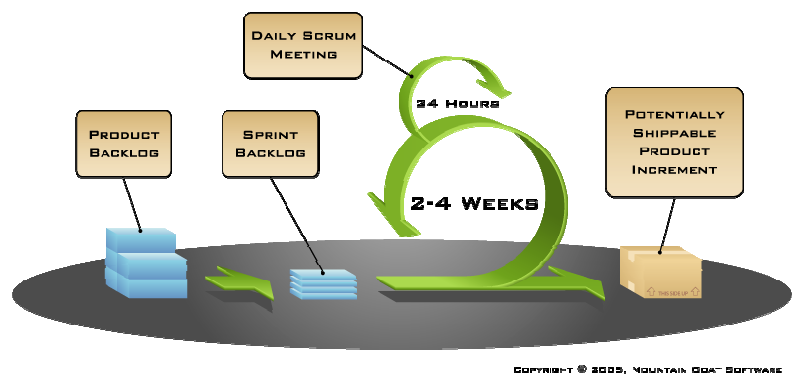 DAILY SCRUM
MEETING
24 HOURS
PRODUCT
BACKLOG
SPRINT
BACKLOG
POTENTIALLY
SHIPPABLE
PRODUCT
INCREMENT
2-4 WEEKS
THIS SIDE UP
COPYRIGHT © 2005, MOUNTAIN GOAT SOFTWARE